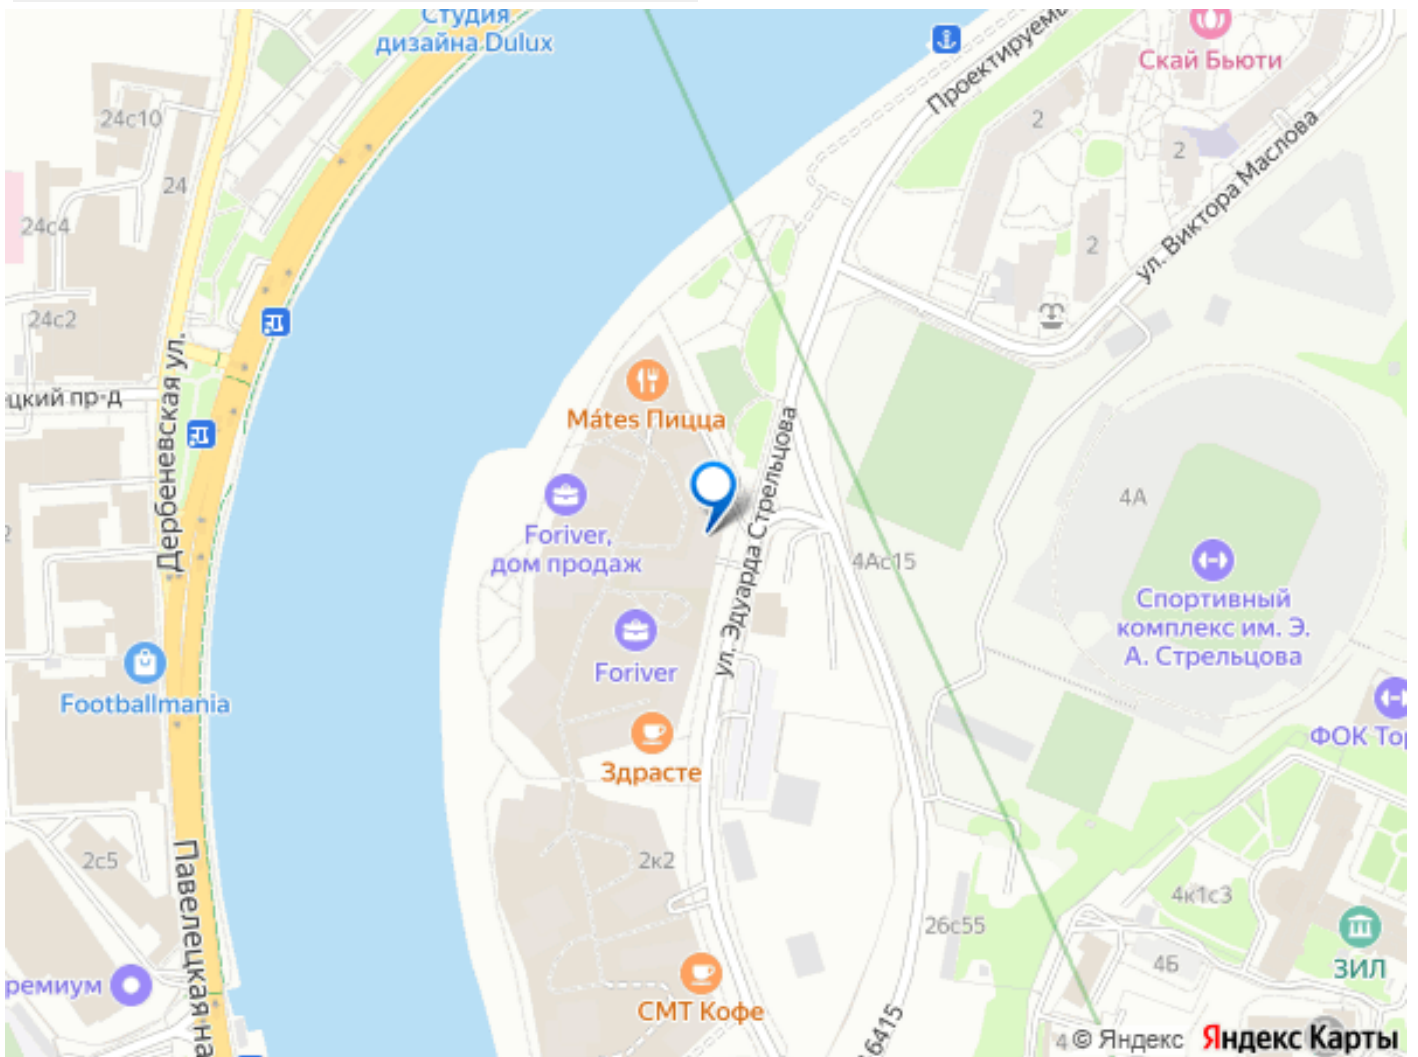 Студия
дизайна Dulux
Скай Бьюти
24с10
2
2
2
24
24с4
24с2
Проектируема
ул. Виктора Маслова
цкий пр-д
Дербеневская ул.
Mátes Пицца
ул. Эдуарда Стрельцова
Foriver,
дом продаж
4А
4Ас15
Спортивный
комплекс им. Э.
А. Стрельцова
Foriver
Footballmania
Здрасте
ФОК Тор
2с5
2к2
4к1с3
Павелецкая на
26с55
4Б
ЗИЛ
ремиум
СМТ Кофе
6415
4
© Яндекс
Яндекс Карты